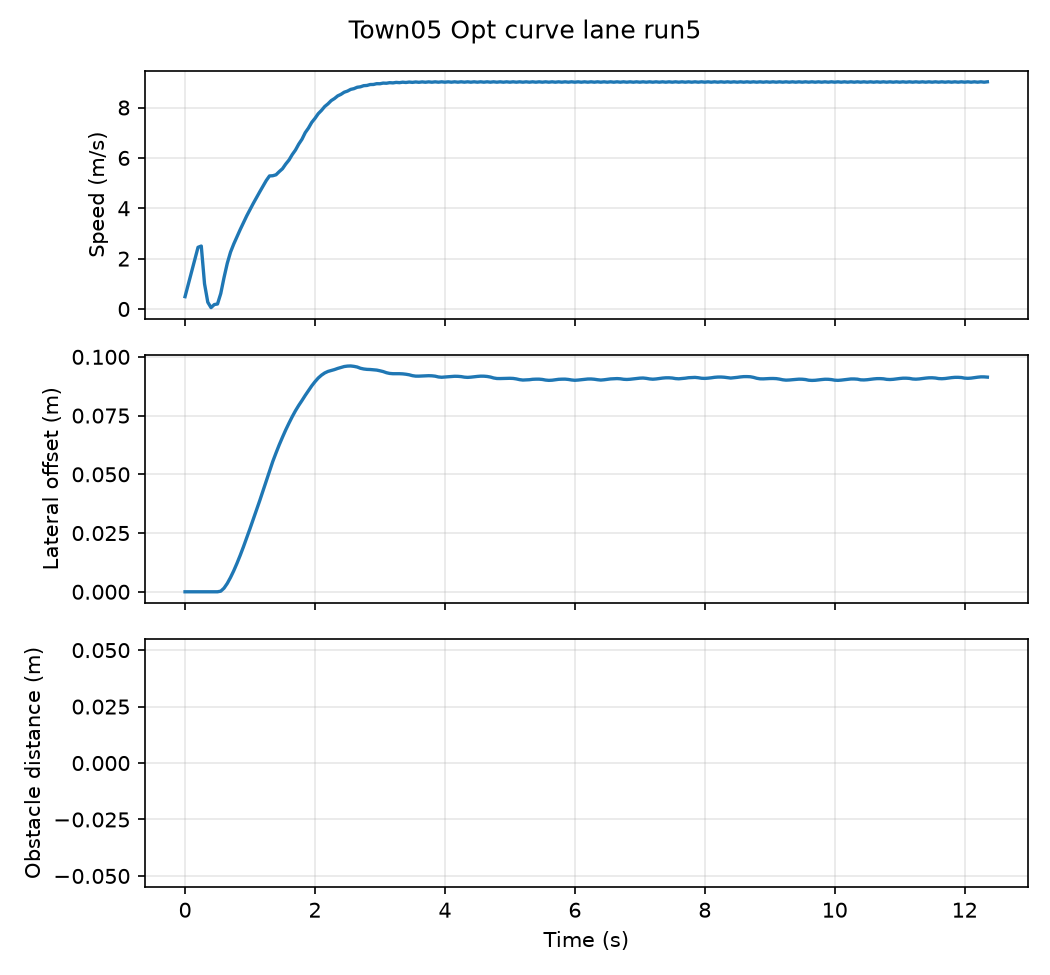 Town05 Opt curve lane run5
8
6
4
2
0
Speed (m/s)
0.100
0.075
0.050
0.025
0.000
Lateral offset (m)
0.050
0.025
0.000
−0.025
−0.050
Obstacle distance (m)
0 2 4 6 8 10 12
Time (s)